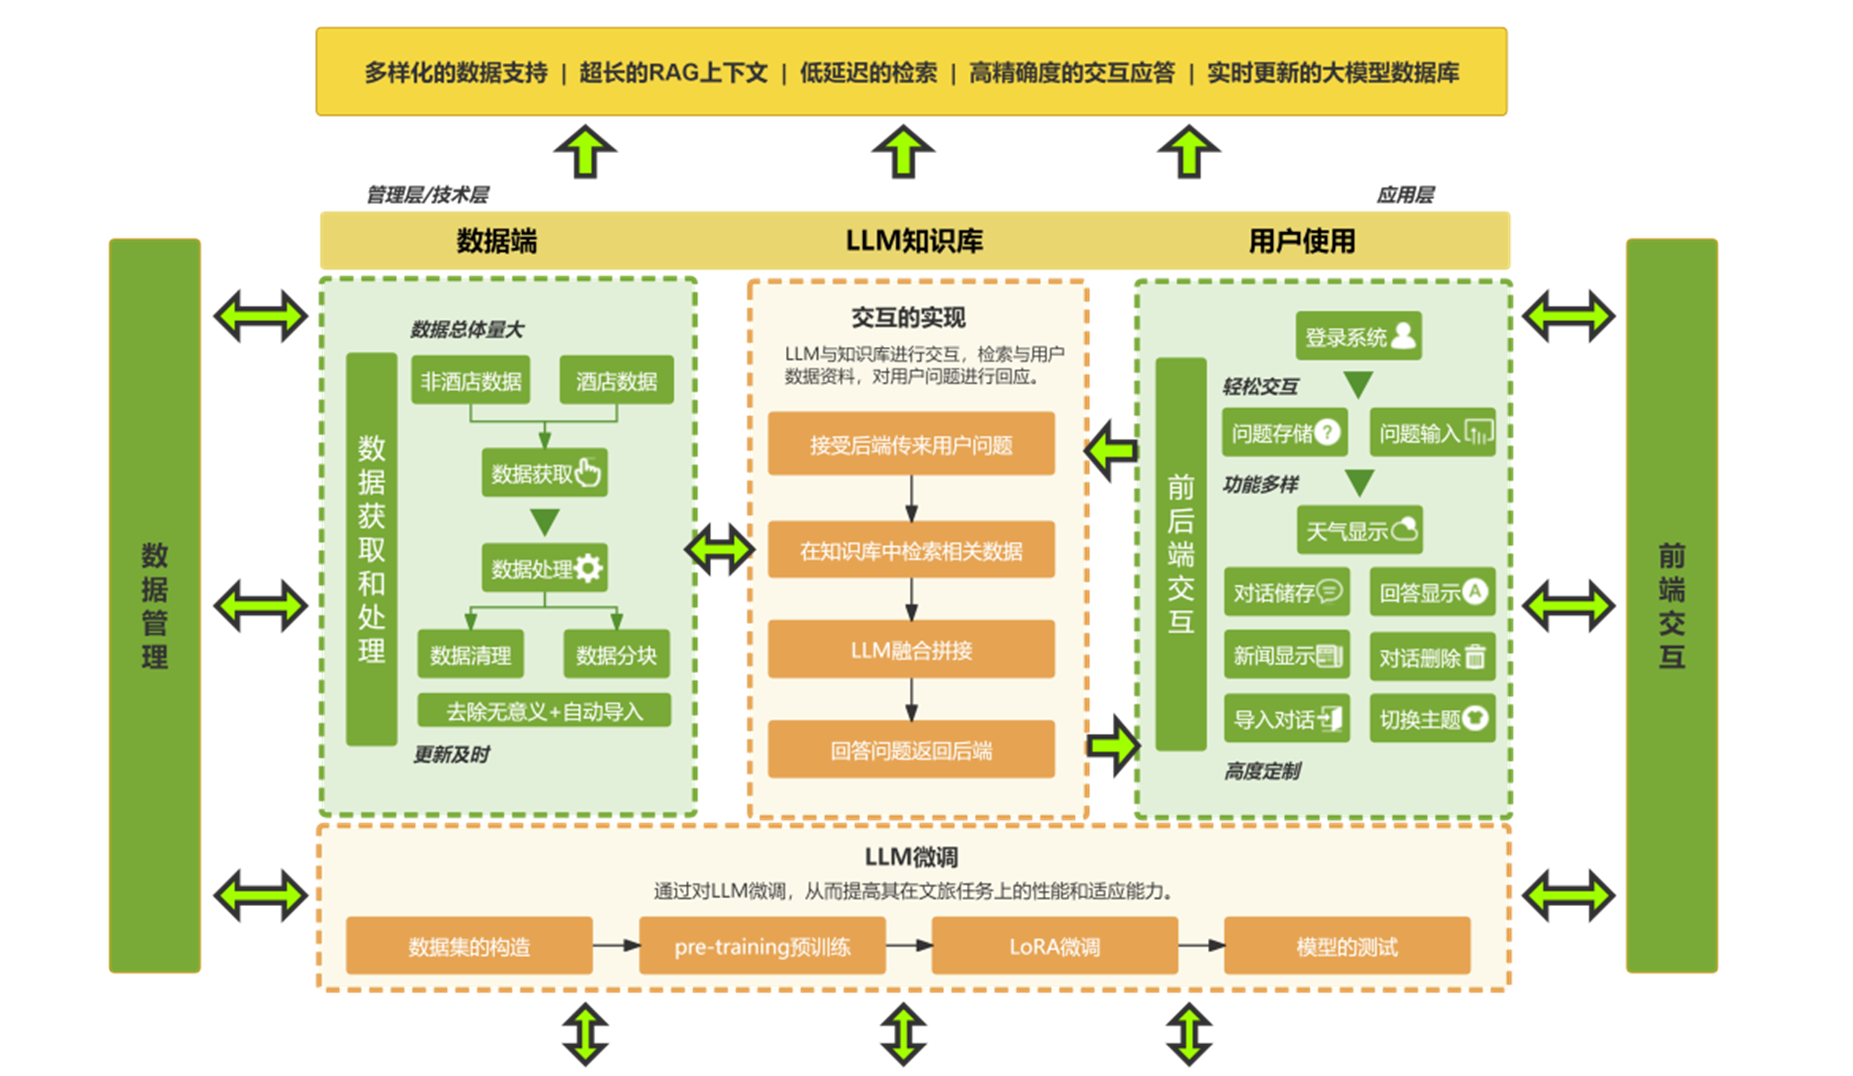 多样化的数据支持 | 超长的RAG上下文 | 低延迟的检索 | 高精确度的交互应答 | 实时更新的大模型数据库
管理层/技术层
应用层
数据端
LLM知识库
用户使用
数据管理
数据获取和处理
数据总体量大
非酒店数据
酒店数据
数据获取
数据处理
数据清理
数据分块
去除无意义+自动导入
更新及时
交互的实现
LLM与知识库进行交互，检索与用户
数据资料，对用户问题进行回应。
接受后端传来用户问题
在知识库中检索相关数据
LLM融合拼接
回答问题返回后端
前后端交互
登录系统
轻松交互
问题存储
问题输入
功能多样
天气显示
对话储存
回答显示
新闻显示
对话删除
导入对话
切换主题
高度定制
前端交互
LLM微调
通过对LLM微调，从而提高其在文旅任务上的性能和适应能力。
数据集的构造
pre-training预训练
LoRA微调
模型的测试